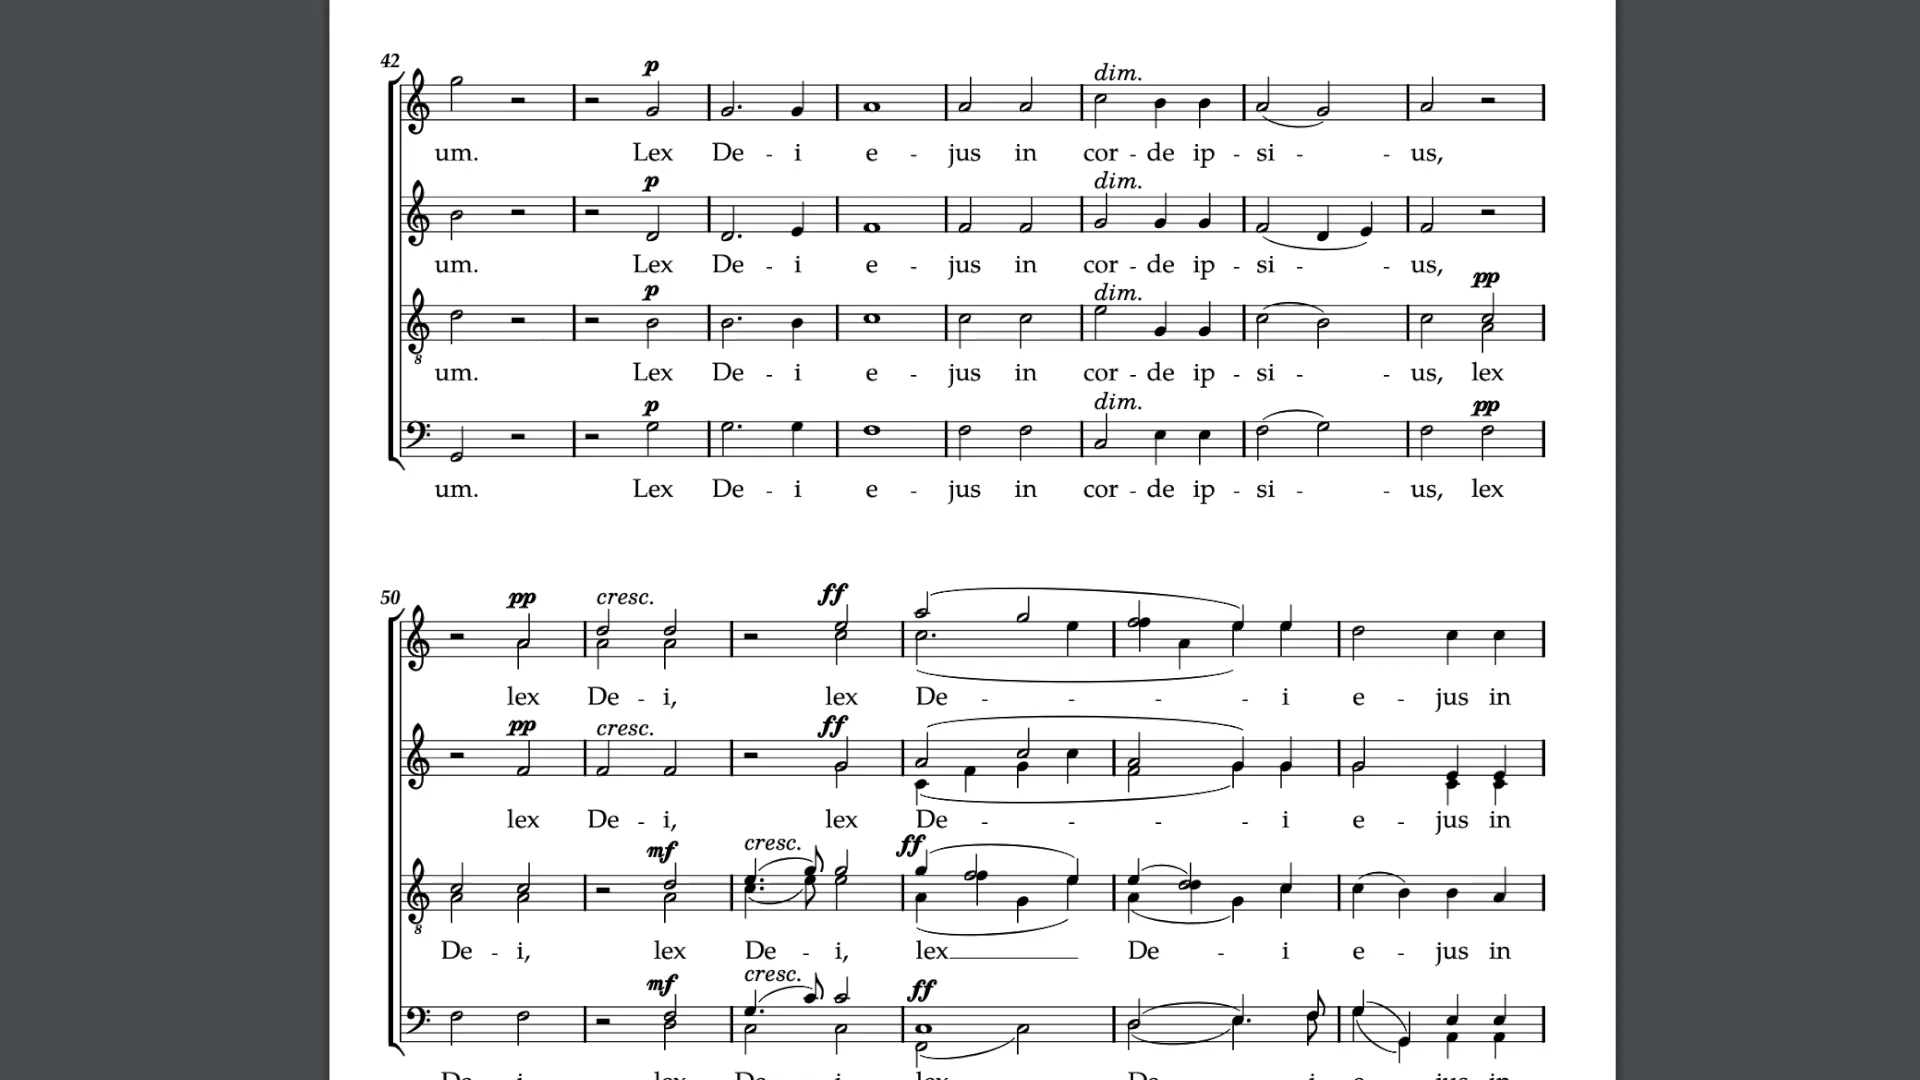 42
p
dim.
um. Lex De - i e - jus in cor - de ip - si - - us,
p
dim.
um. Lex De - i e - jus in cor - de ip - si - - us,
p
dim.
pp
8
um. Lex De - i e - jus in cor - de ip - si - - us, lex
p
dim.
pp
um. Lex De - i e - jus in cor - de ip - si - - us, lex
50
pp cresc. ff
lex De - i, lex De - - - - i e - jus in
pp cresc. ff
lex De - i, lex De - - - - i e - jus in
mf cresc. ff
8
De - i, lex De - i, lex De - i e - jus in
mf cresc. ff